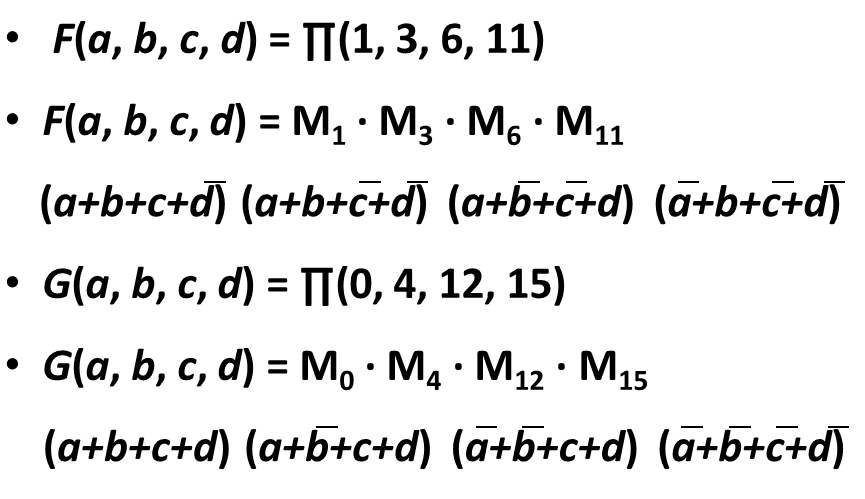 • F(a, b, c, d) = ∏(1, 3, 6, 11)
• F(a, b, c, d) = M₁ · M₃ · M₆ · M₁₁
(a+b+c+d̅) (a+b+c̅+d̅) (a+b̅+c̅+d) (a̅+b+c̅+d̅)
• G(a, b, c, d) = ∏(0, 4, 12, 15)
• G(a, b, c, d) = M₀ · M₄ · M₁₂ · M₁₅
(a+b+c+d) (a+b̅+c+d) (a̅+b̅+c+d) (a̅+b̅+c̅+d̅)